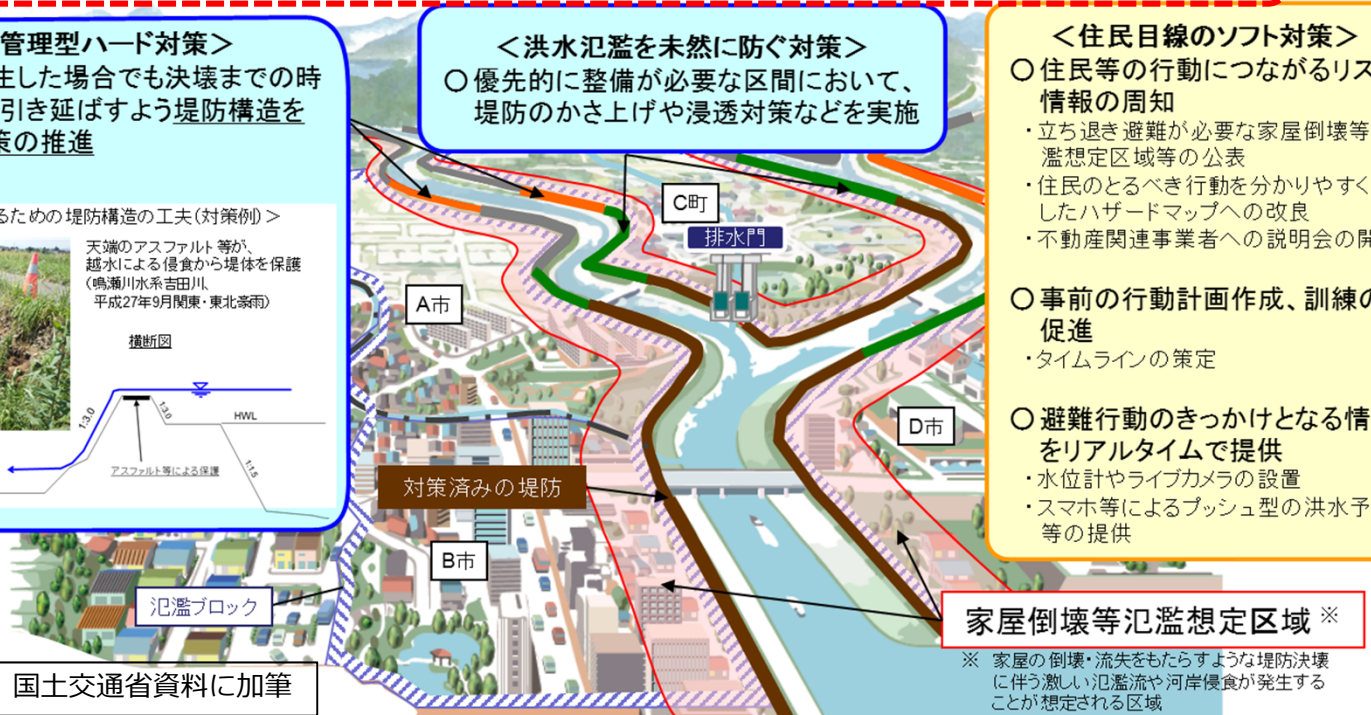 管理型ハード対策＞
生した場合でも決壊までの時
引き延ばすよう堤防構造を
策の推進
るための堤防構造の工夫(対策例)＞
天端のアスファルト等が、
越水による侵食から堤体を保護
(鳴瀬川水系吉田川、
平成27年9月関東・東北豪雨)
横断図
1:3.0
1:3.0
HWL
1:1.5
アスファルト等による保護
＜洪水氾濫を未然に防ぐ対策＞
○優先的に整備が必要な区間において、
堤防のかさ上げや浸透対策などを実施
＜住民目線のソフト対策＞
○住民等の行動につながるリス
情報の周知
・立ち退き避難が必要な家屋倒壊等
濫想定区域等の公表
・住民のとるべき行動を分かりやすく
したハザードマップへの改良
・不動産関連事業者への説明会の開
○事前の行動計画作成、訓練の
促進
・タイムラインの策定
○避難行動のきっかけとなる情
をリアルタイムで提供
・水位計やライブカメラの設置
・スマホ等によるプッシュ型の洪水予
等の提供
C町
排水門
A市
D市
対策済みの堤防
B市
氾濫ブロック
家屋倒壊等氾濫想定区域※
※ 家屋の倒壊・流失をもたらすような堤防決壊
に伴う激しい氾濫流や河岸侵食が発生する
ことが想定される区域
国土交通省資料に加筆